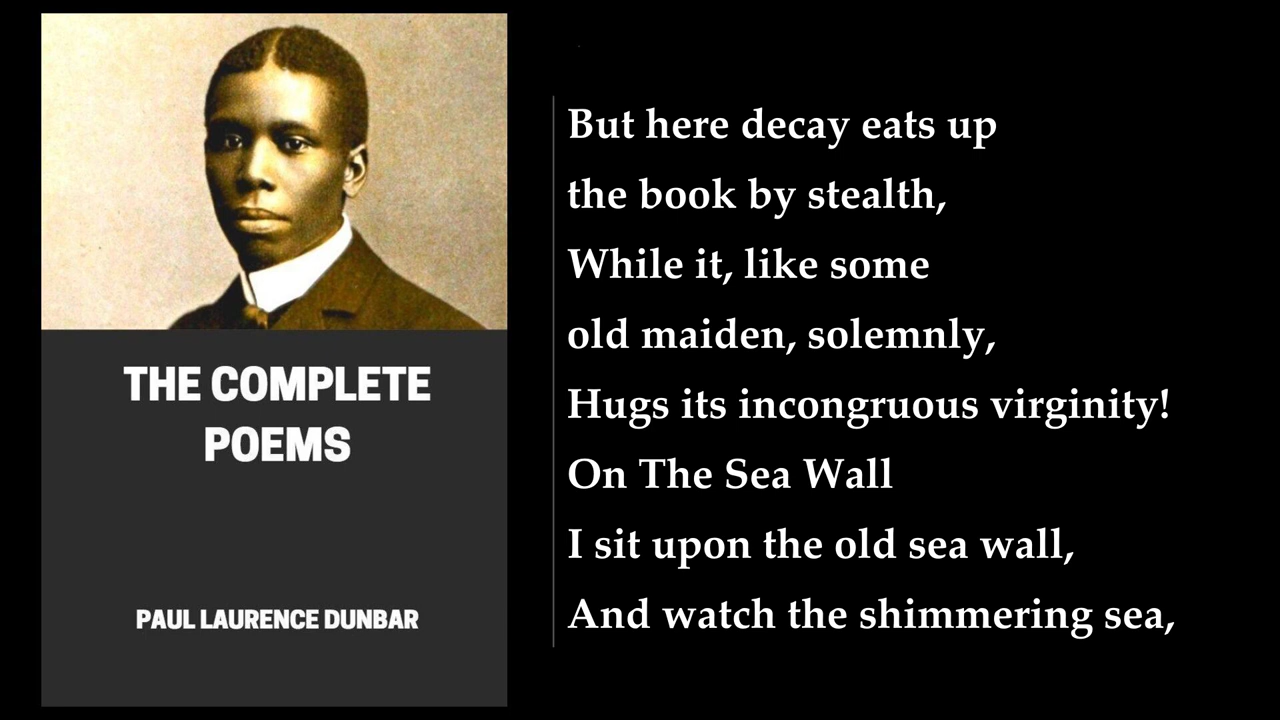 THE COMPLETE
POEMS
PAUL LAURENCE DUNBAR
But here decay eats up
the book by stealth,
While it, like some
old maiden, solemnly,
Hugs its incongruous virginity!
On The Sea Wall
I sit upon the old sea wall,
And watch the shimmering sea,